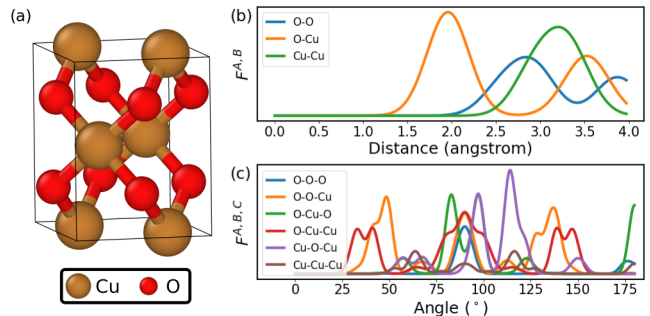 (a)
Cu O
(b)
F^{A,B}
O-O
O-Cu
Cu-Cu
0.0 0.5 1.0 1.5 2.0 2.5 3.0 3.5 4.0
Distance (angstrom)
(c)
F^{A,B,C}
O-O-O
O-O-Cu
O-Cu-O
O-Cu-Cu
Cu-O-Cu
Cu-Cu-Cu
0 25 50 75 100 125 150 175
Angle (°)